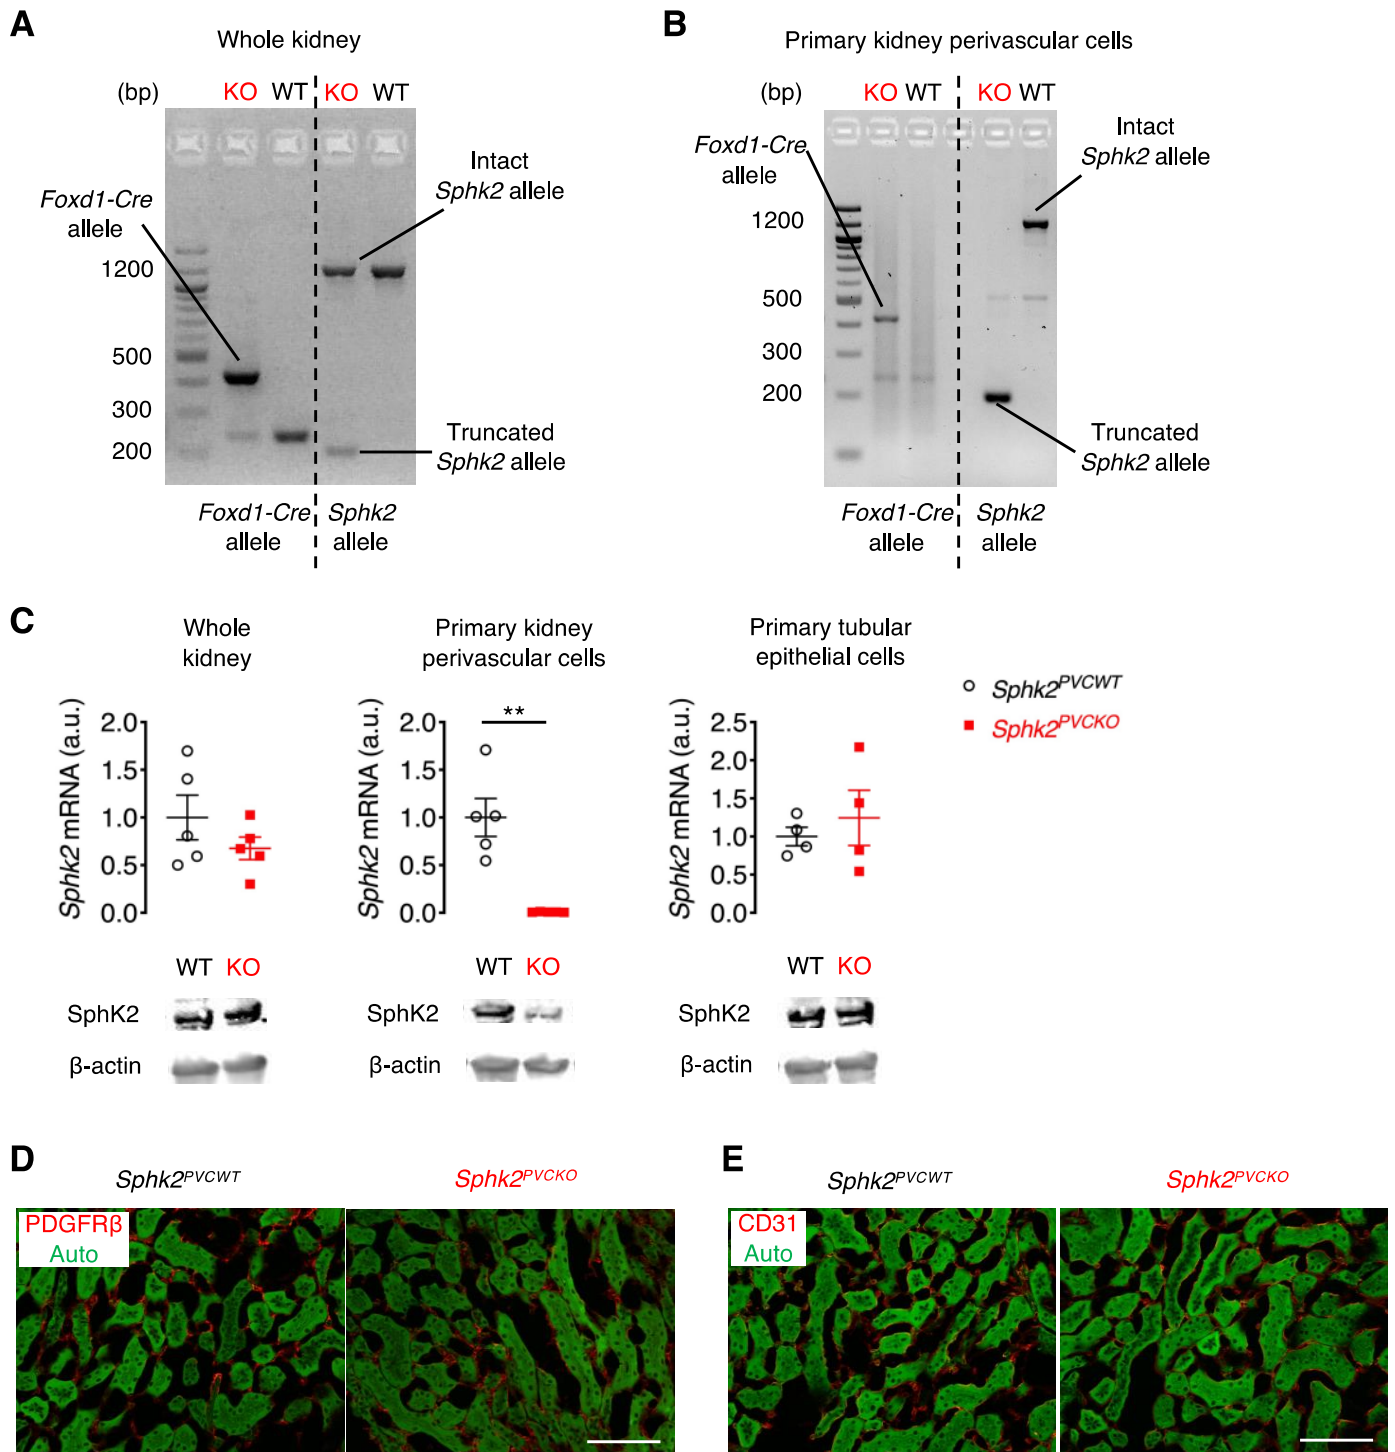 A
Whole kidney
(bp)
KO WT KO WT
Foxd1-Cre
allele
Intact
Sphk2 allele
1200
500
300
200
Truncated
Sphk2 allele
Foxd1-Cre Sphk2
allele allele
B
Primary kidney perivascular cells
(bp)
KO WT KO WT
Foxd1-Cre
allele
Intact
Sphk2 allele
1200
500
300
200
Truncated
Sphk2 allele
Foxd1-Cre Sphk2
allele allele
C
Whole
kidney
Sphk2 mRNA (a.u.)
2.0
1.5
1.0
0.5
0.0
WT KO
SphK2
β-actin
Primary kidney
perivascular cells
Sphk2 mRNA (a.u.)
2.0
1.5
1.0
0.5
0.0
**
WT KO
SphK2
β-actin
Primary tubular
epithelial cells
Sphk2 mRNA (a.u.)
2.5
2.0
1.5
1.0
0.5
0.0
WT KO
SphK2
β-actin
Sphk2PVCWT
Sphk2PVCKO
D
Sphk2PVCWT Sphk2PVCKO
PDGFRβ
Auto
E
Sphk2PVCWT Sphk2PVCKO
CD31
Auto